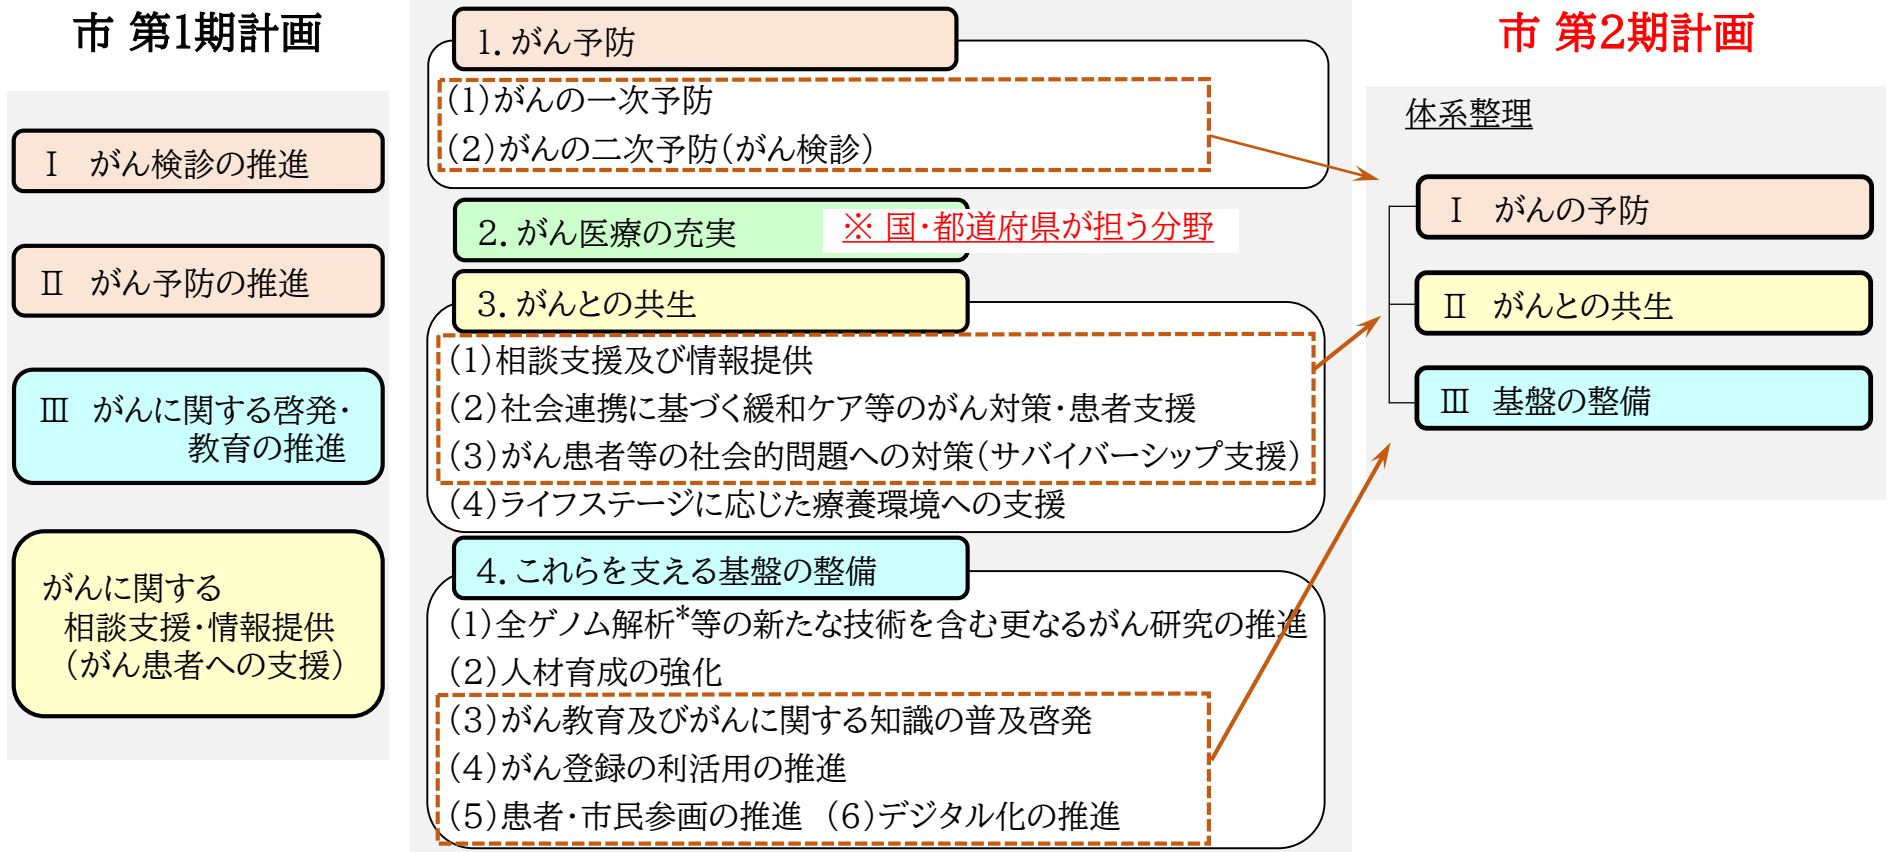 市 第1期計画
Ⅰ がん検診の推進
Ⅱ がん予防の推進
Ⅲ がんに関する啓発・
教育の推進
がんに関する
相談支援・情報提供
（がん患者への支援）
1．がん予防
（1）がんの一次予防
（2）がんの二次予防（がん検診）
2．がん医療の充実
※ 国・都道府県が担う分野
3．がんとの共生
（1）相談支援及び情報提供
（2）社会連携に基づく緩和ケア等のがん対策・患者支援
（3）がん患者等の社会的問題への対策（サバイバーシップ支援）
（4）ライフステージに応じた療養環境への支援
4．これらを支える基盤の整備
（1）全ゲノム解析*等の新たな技術を含む更なるがん研究の推進
（2）人材育成の強化
（3）がん教育及びがんに関する知識の普及啓発
（4）がん登録の利活用の推進
（5）患者・市民参画の推進 （6）デジタル化の推進
市 第2期計画
体系整理
Ⅰ がんの予防
Ⅱ がんとの共生
Ⅲ 基盤の整備